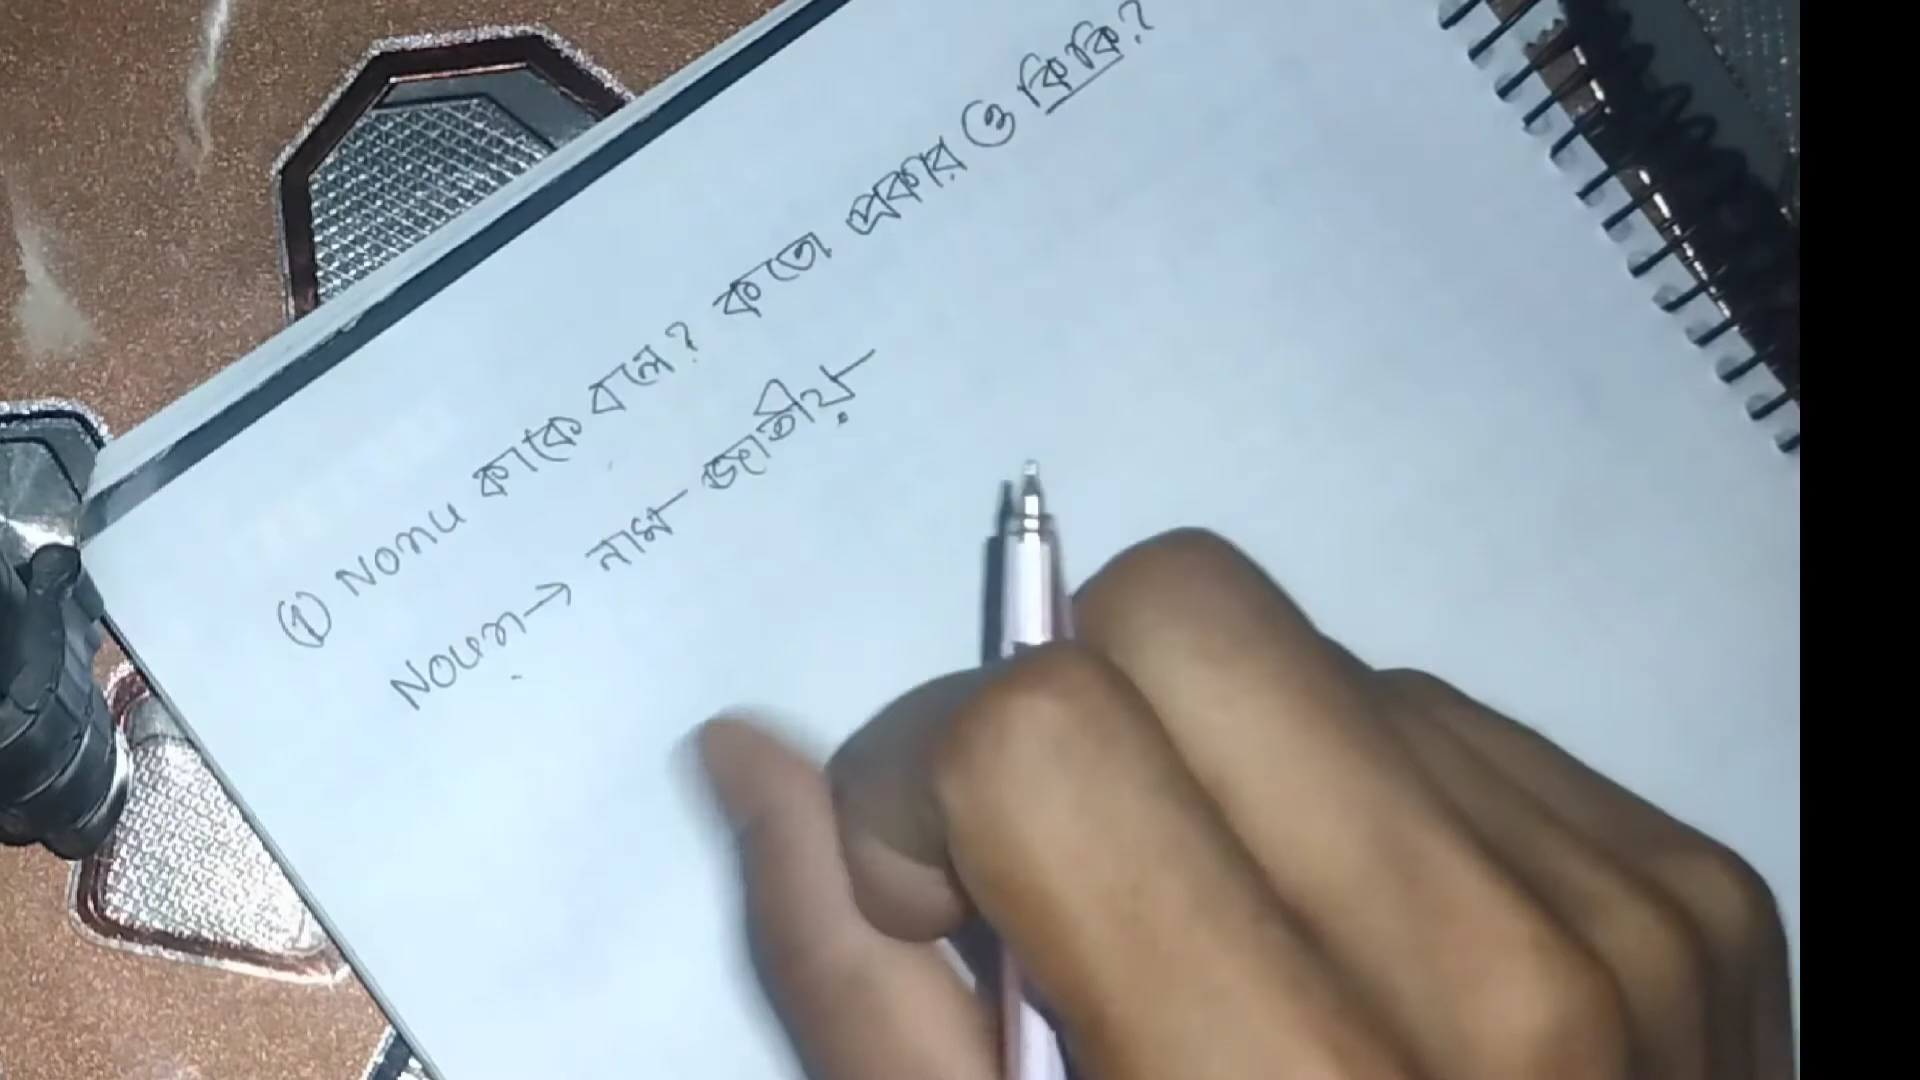 ① Nonu কাকে বলে? কতো প্রকার ও কি কি?
Noun→ নাম জাতীয়